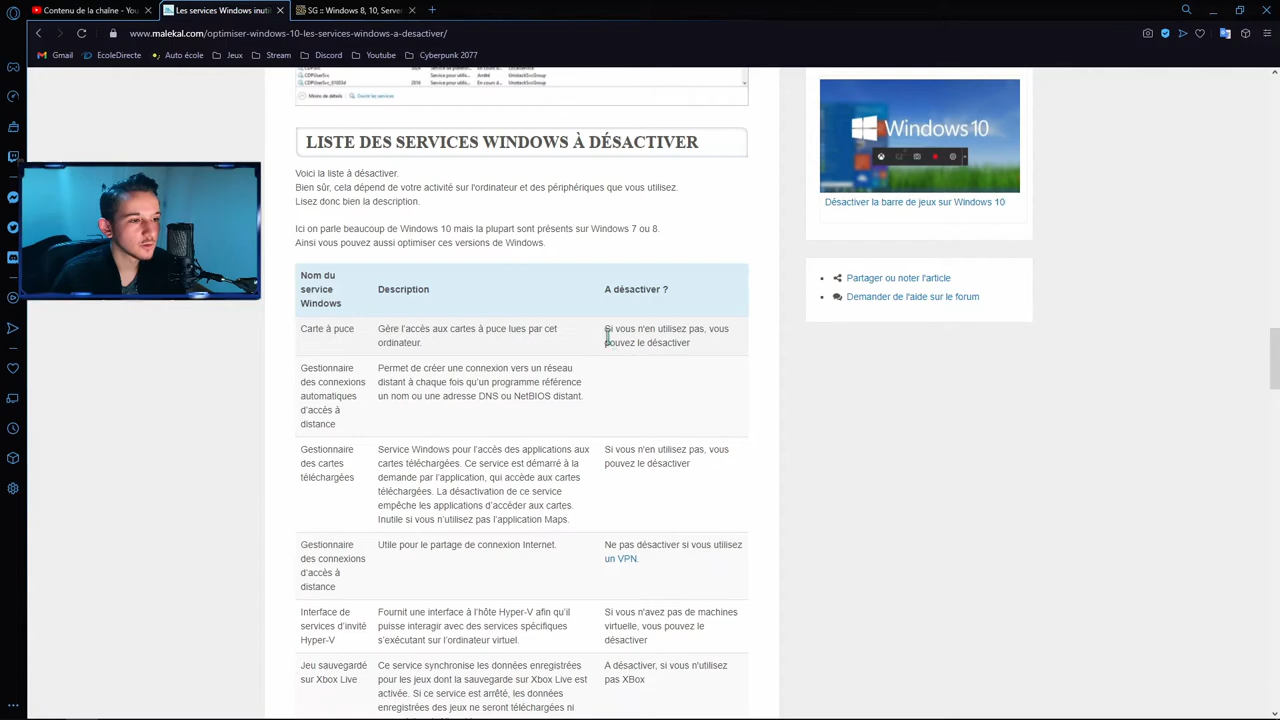 Contenu de la chaîne - You
Les services Windows inuti
SG :: Windows 8, 10, Server
www.malekal.com/optimiser-windows-10-les-services-windows-a-desactiver/
Gmail
EcoleDirecte
Auto école
Jeux
Stream
Discord
Youtube
Cyberpunk 2077
Moins de détails
Ouvrir les services
LISTE DES SERVICES WINDOWS À DÉSACTIVER
Voici la liste à désactiver.
Bien sûr, cela dépend de votre activité sur l'ordinateur et des périphériques que vous utilisez.
Lisez donc bien la description.
Ici on parle beaucoup de Windows 10 mais la plupart sont présents sur Windows 7 ou 8.
Ainsi vous pouvez aussi optimiser ces versions de Windows.
Nom du
service
Windows
Description
A désactiver ?
Carte à puce
Gère l'accès aux cartes à puce lues par cet
ordinateur.
Si vous n'en utilisez pas, vous
pouvez le désactiver
Gestionnaire
des connexions
automatiques
d'accès à
distance
Permet de créer une connexion vers un réseau
distant à chaque fois qu'un programme référence
un nom ou une adresse DNS ou NetBIOS distant.
Gestionnaire
des cartes
téléchargées
Service Windows pour l'accès des applications aux
cartes téléchargées. Ce service est démarré à la
demande par l'application, qui accède aux cartes
téléchargées. La désactivation de ce service
empêche les applications d'accéder aux cartes.
Inutile si vous n'utilisez pas l'application Maps.
Si vous n'en utilisez pas, vous
pouvez le désactiver
Gestionnaire
des connexions
d'accès à
distance
Utile pour le partage de connexion Internet.
Ne pas désactiver si vous utilisez
un VPN.
Interface de
services d'invité
Hyper-V
Fournit une interface à l'hôte Hyper-V afin qu'il
puisse interagir avec des services spécifiques
s'exécutant sur l'ordinateur virtuel.
Si vous n'avez pas de machines
virtuelle, vous pouvez le
désactiver
Jeu sauvegardé
sur Xbox Live
Ce service synchronise les données enregistrées
pour les jeux dont la sauvegarde sur Xbox Live est
activée. Si ce service est arrêté, les données
enregistrées des jeux ne seront téléchargées ni
A désactiver, si vous n'utilisez
pas XBox
Windows 10
Désactiver la barre de jeux sur Windows 10
Partager ou noter l'article
Demander de l'aide sur le forum